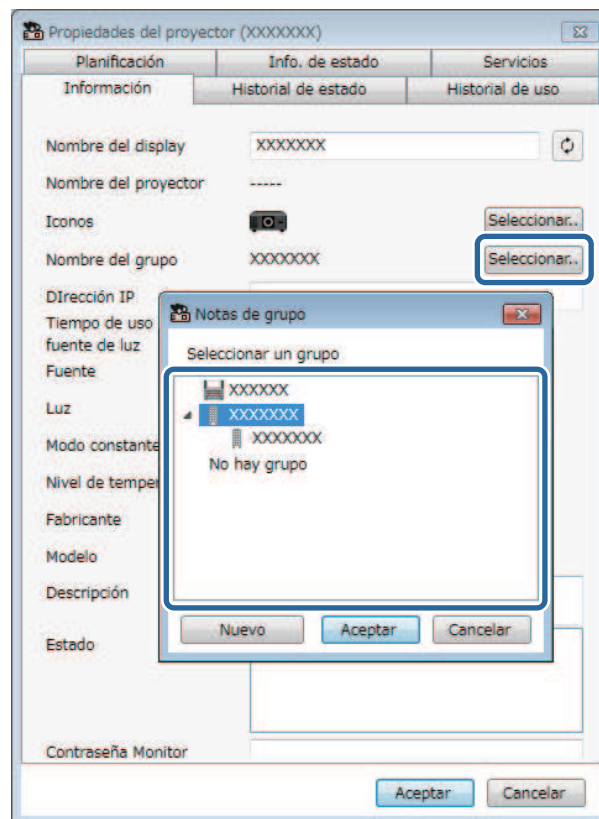 Propiedades del proyector (XXXXXXX)
Planificación Info. de estado Servicios
Información Historial de estado Historial de uso
Nombre del display XXXXXXX
Nombre del proyector -----
Iconos Seleccionar..
Nombre del grupo XXXXXXX Seleccionar..
DIrección IP
Tiempo de uso
fuente de luz
Fuente
Luz
Modo constante
Nivel de temper
Fabricante
Modelo
Descripción
Estado
Contraseña Monitor
Notas de grupo
Seleccionar un grupo
XXXXXX
XXXXXXX
XXXXXXX
No hay grupo
Nuevo Aceptar Cancelar
Aceptar Cancelar